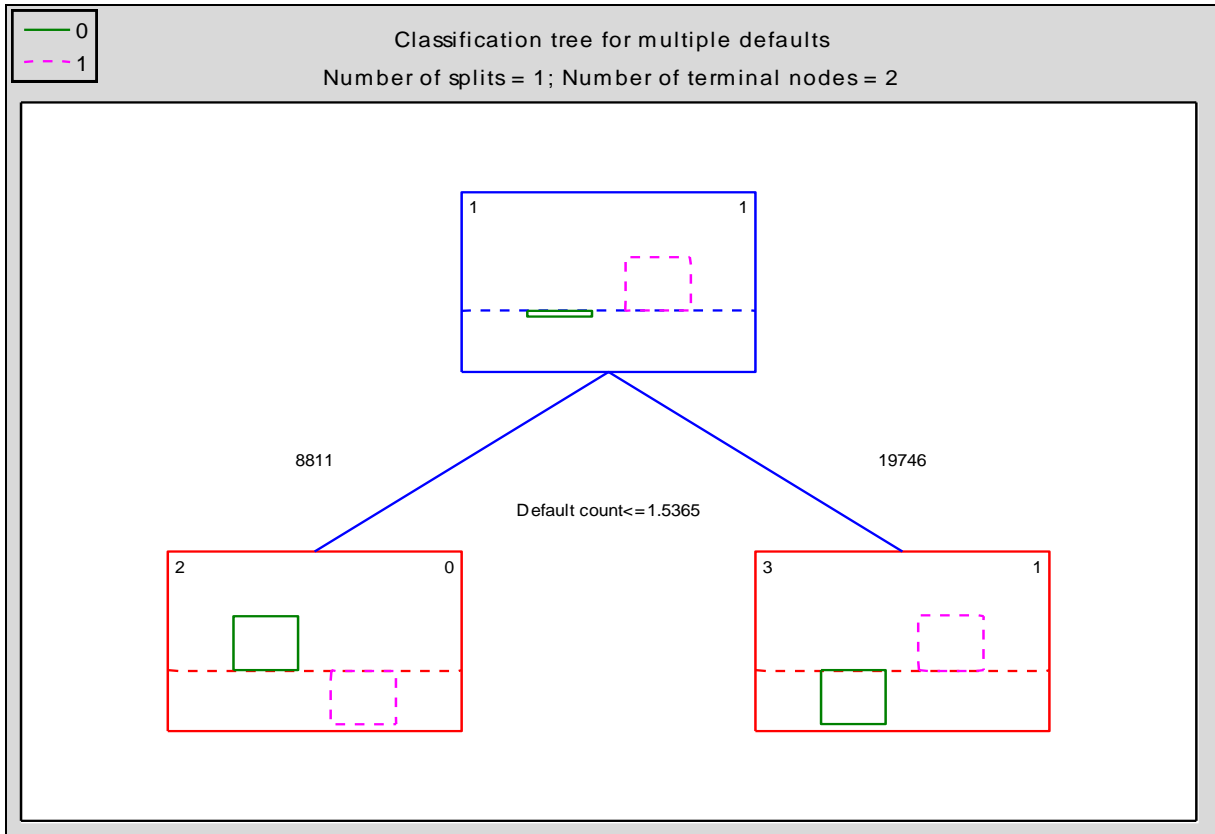 0
1
Classification tree for multiple defaults
Number of splits = 1; Number of terminal nodes = 2
1 1
8811 19746
Default count<=1.5365
2 0 3 1